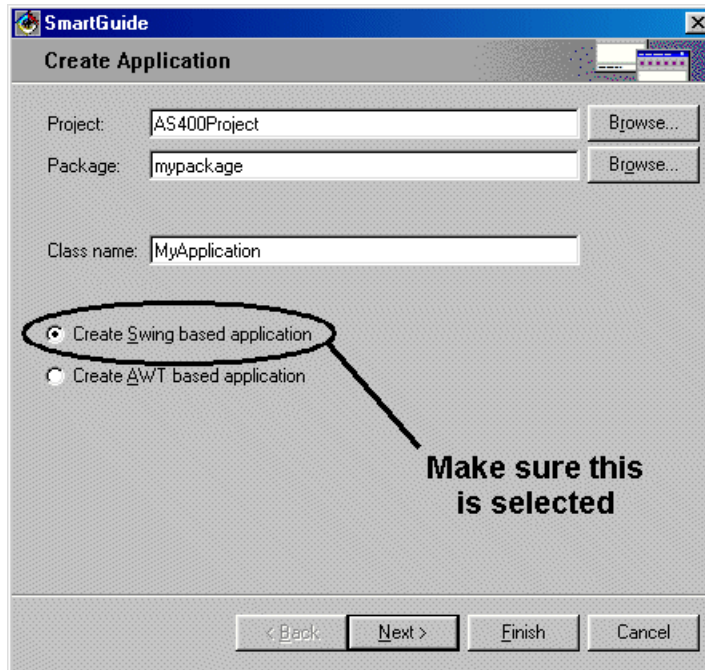 SmartGuide
Create Application
Project: AS400Project Browse...
Package: mypackage Browse...
Class name: MyApplication
Create Swing based application
Create AWT based application
Make sure this
is selected
< Back Next > Finish Cancel